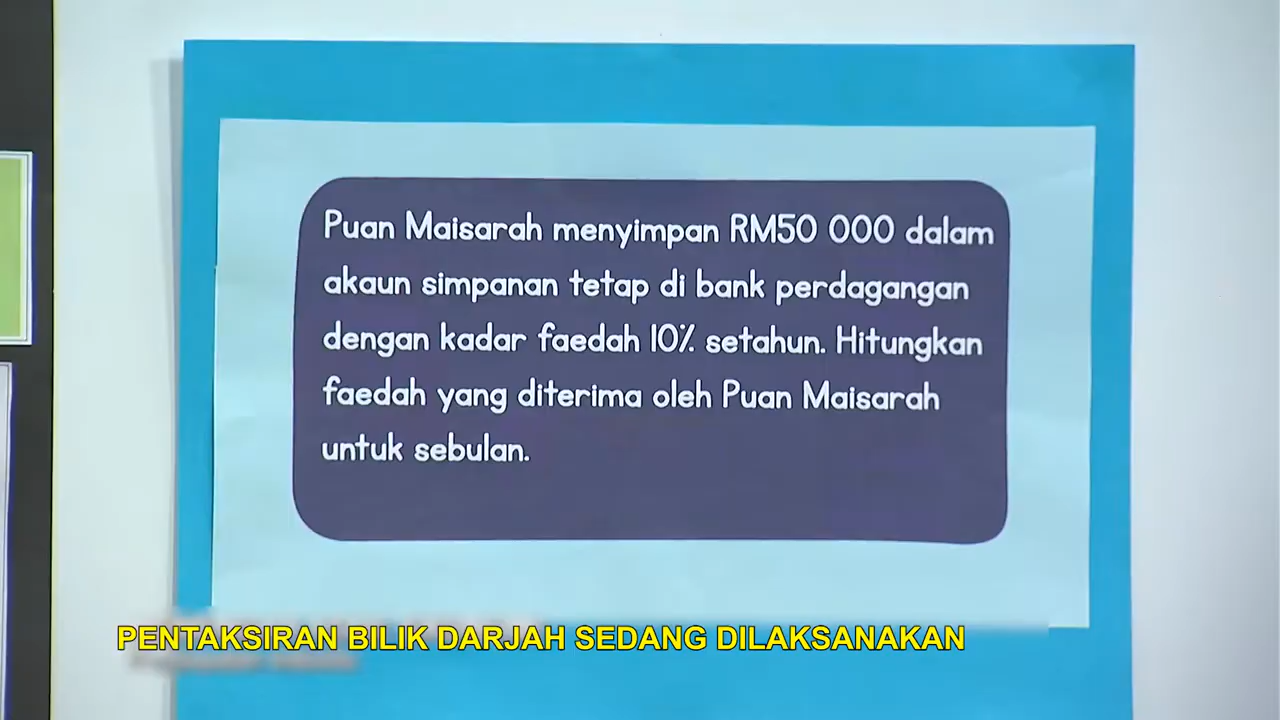 Puan Maisarah menyimpan RM50 000 dalam
akaun simpanan tetap di bank perdagangan
dengan kadar faedah 10% setahun. Hitungkan
faedah yang diterima oleh Puan Maisarah
untuk sebulan.
PENTAKSIRAN BILIK DARJAH SEDANG DILAKSANAKAN